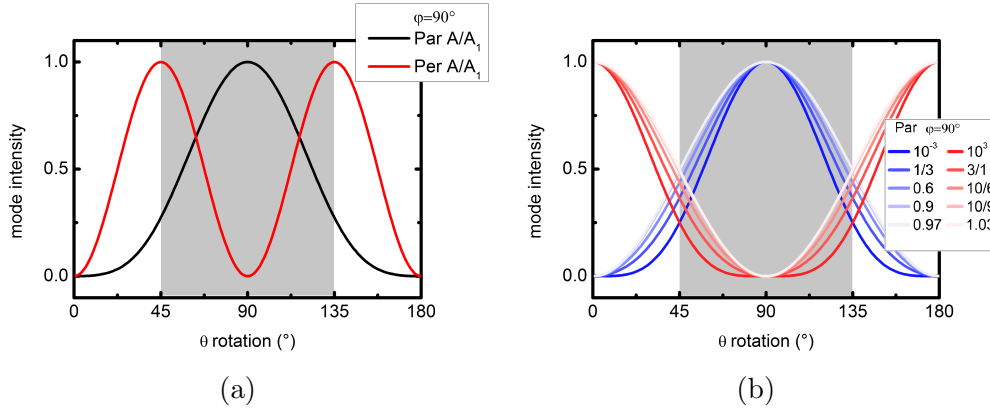 φ=90°
Par A/A1
Per A/A1
1.0
0.5
0.0
mode intensity
0 45 90 135 180
θ rotation (°)
(a)
Par φ=90°
10-3 103
1/3 3/1
0.6 10/6
0.9 10/9
0.97 1.03
1.0
0.5
0.0
mode intensity
0 45 90 135 180
θ rotation (°)
(b)